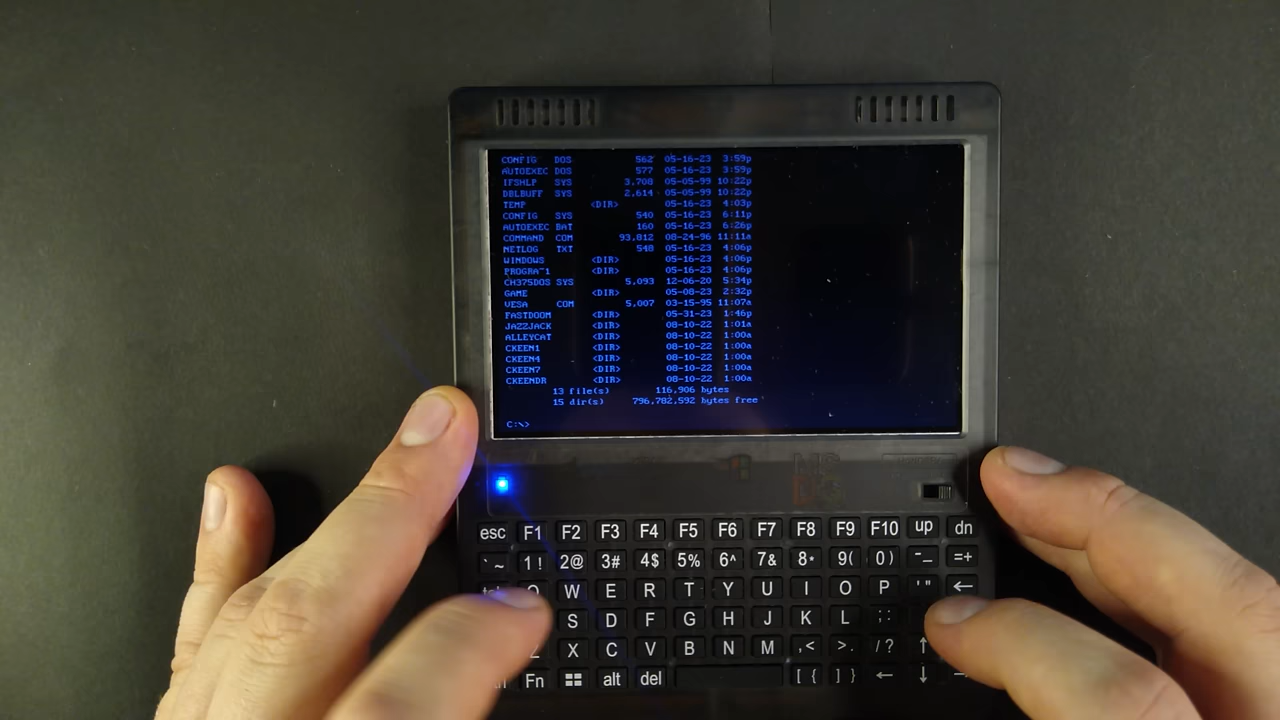 CONFIG DOS 562 05-16-23 3:59p
AUTOEXEC DOS 577 05-16-23 3:59p
IFSHLP SYS 3,708 05-05-99 10:22p
DBLBUFF SYS 2,614 05-05-99 10:22p
TEMP <DIR> 05-16-23 4:03p
CONFIG SYS 540 05-16-23 6:11p
AUTOEXEC BAT 160 05-16-23 6:26p
COMMAND COM 93,812 08-24-96 11:11a
NETLOG TXT 548 05-16-23 4:06p
WINDOWS <DIR> 05-16-23 4:06p
PROGRA~1 <DIR> 05-16-23 4:06p
CH375DOS SYS 5,093 12-06-20 5:34p
GAME <DIR> 05-08-23 2:32p
VESA COM 5,007 03-15-95 11:07a
FASTDOOM <DIR> 05-31-23 1:46p
JAZZJACK <DIR> 08-10-22 1:01a
ALLEYCAT <DIR> 08-10-22 1:00a
CKEEN1 <DIR> 08-10-22 1:00a
CKEEN4 <DIR> 08-10-22 1:00a
CKEEN7 <DIR> 08-10-22 1:00a
CKEENDR <DIR> 08-10-22 1:00a
13 file(s) 116,906 bytes
15 dir(s) 796,782,592 bytes free
C:\>
MS
esc F1 F2 F3 F4 F5 F6 F7 F8 F9 F10 up dn
` ~ 1! 2@ 3# 4$ 5% 6^ 7& 8* 9( 0) -_ =+
W E R T Y U I O P '" ←
S D F G H J K L ;:
X C V B N M ,< >. /? ↑
Fn alt del [{ ]} ← ↓